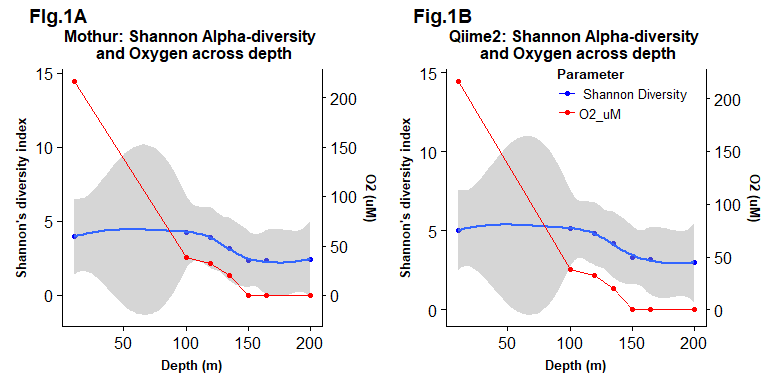 FIg.1A
Mothur: Shannon Alpha-diversity
and Oxygen across depth
Shannon's diversity index
15
10
5
0
200
150
100
50
0
O2 (uM)
50
100
150
200
Depth (m)
Fig.1B
Qiime2: Shannon Alpha-diversity
and Oxygen across depth
Parameter
Shannon Diversity
O2_uM
Shannon's diversity index
15
10
5
0
200
150
100
50
0
O2 (uM)
50
100
150
200
Depth (m)